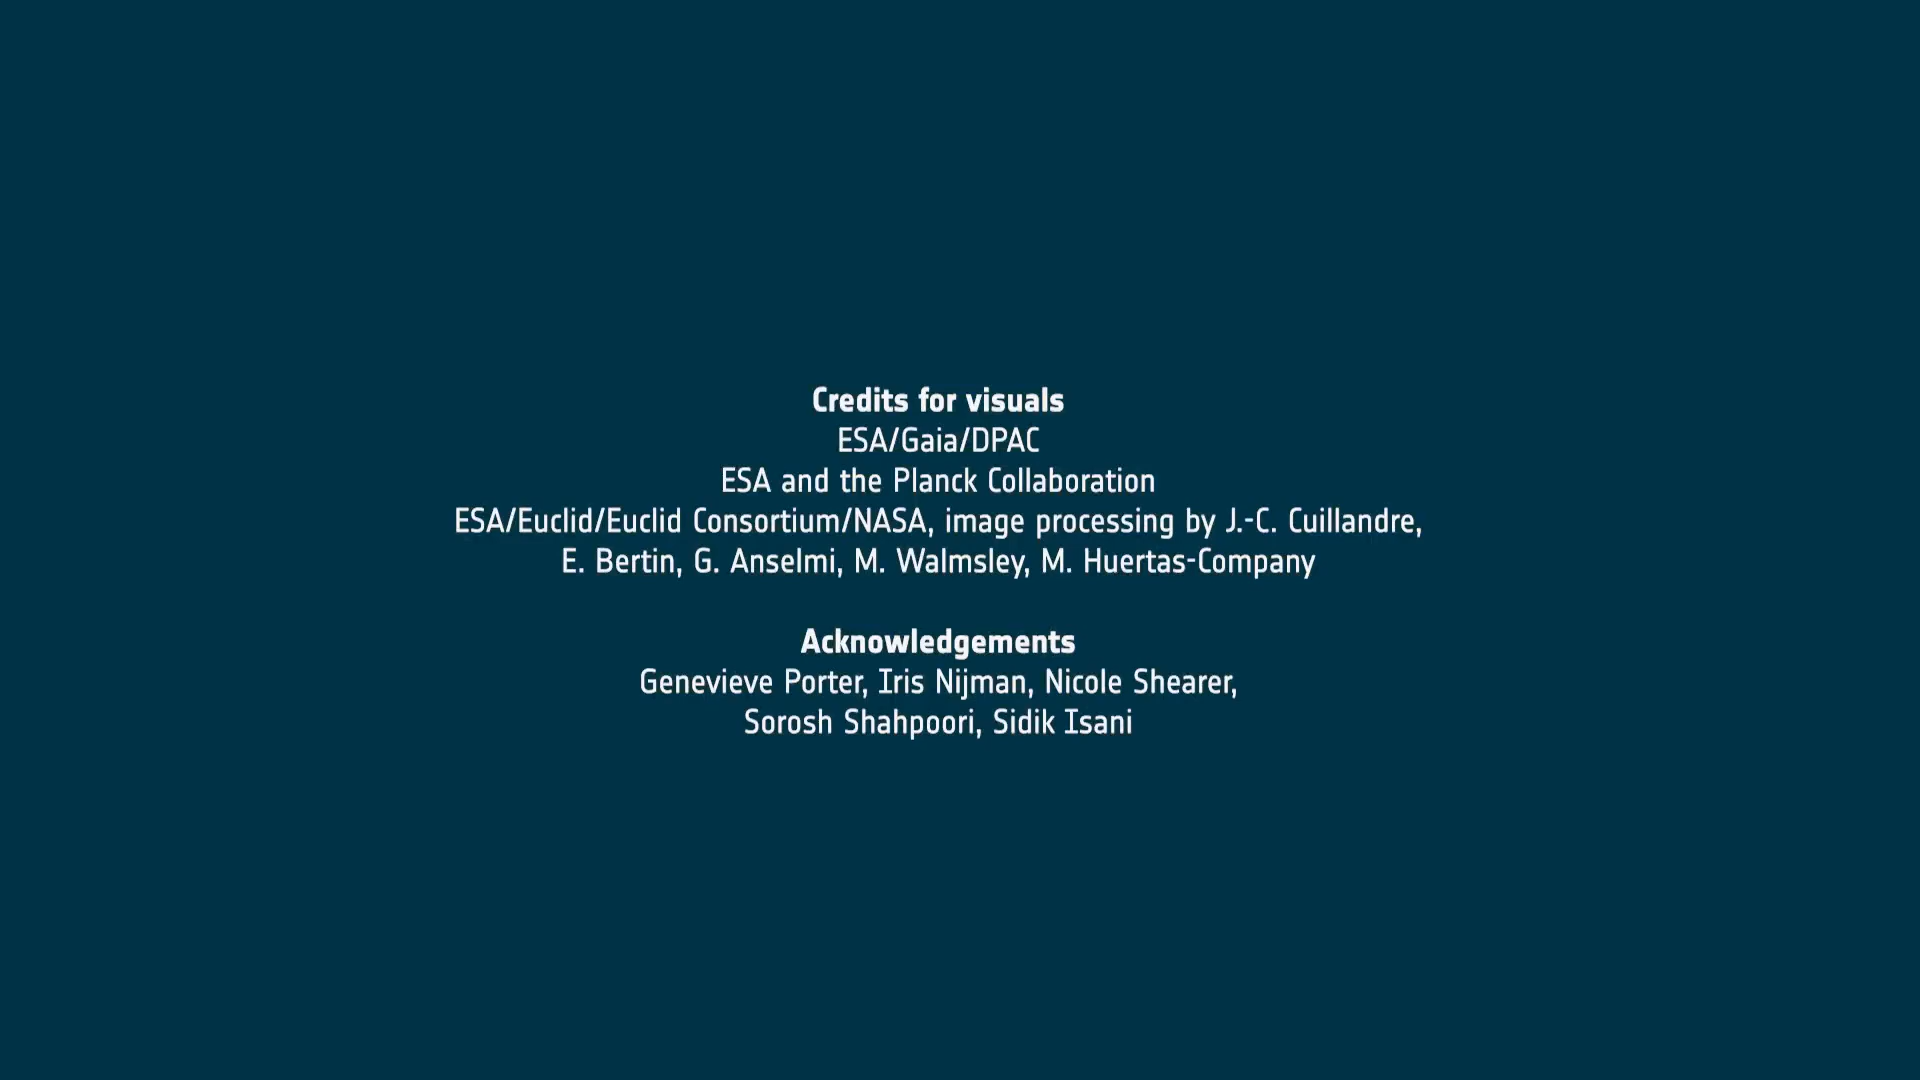 Credits for visuals
ESA/Gaia/DPAC
ESA and the Planck Collaboration
ESA/Euclid/Euclid Consortium/NASA, image processing by J.-C. Cuillandre,
E. Bertin, G. Anselmi, M. Walmsley, M. Huertas-Company
Acknowledgements
Genevieve Porter, Iris Nijman, Nicole Shearer,
Sorosh Shahpoori, Sidik Isani